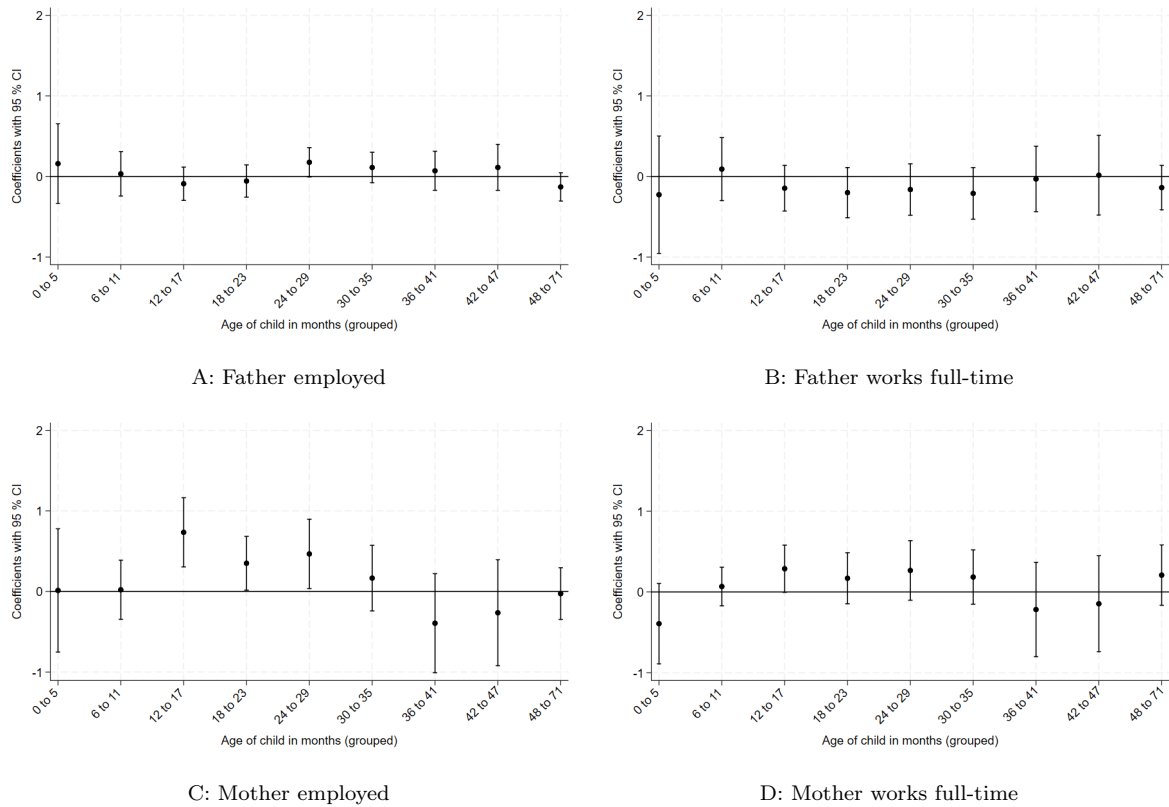 2
1
0
-1
Coefficients with 95 % CI
0 to 5
6 to 11
12 to 17
18 to 23
24 to 29
30 to 35
36 to 41
42 to 47
48 to 71
Age of child in months (grouped)
A: Father employed
2
1
0
-1
Coefficients with 95 % CI
0 to 5
6 to 11
12 to 17
18 to 23
24 to 29
30 to 35
36 to 41
42 to 47
48 to 71
Age of child in months (grouped)
B: Father works full-time
2
1
0
-1
Coefficients with 95 % CI
0 to 5
6 to 11
12 to 17
18 to 23
24 to 29
30 to 35
36 to 41
42 to 47
48 to 71
Age of child in months (grouped)
C: Mother employed
2
1
0
-1
Coefficients with 95 % CI
0 to 5
6 to 11
12 to 17
18 to 23
24 to 29
30 to 35
36 to 41
42 to 47
48 to 71
Age of child in months (grouped)
D: Mother works full-time